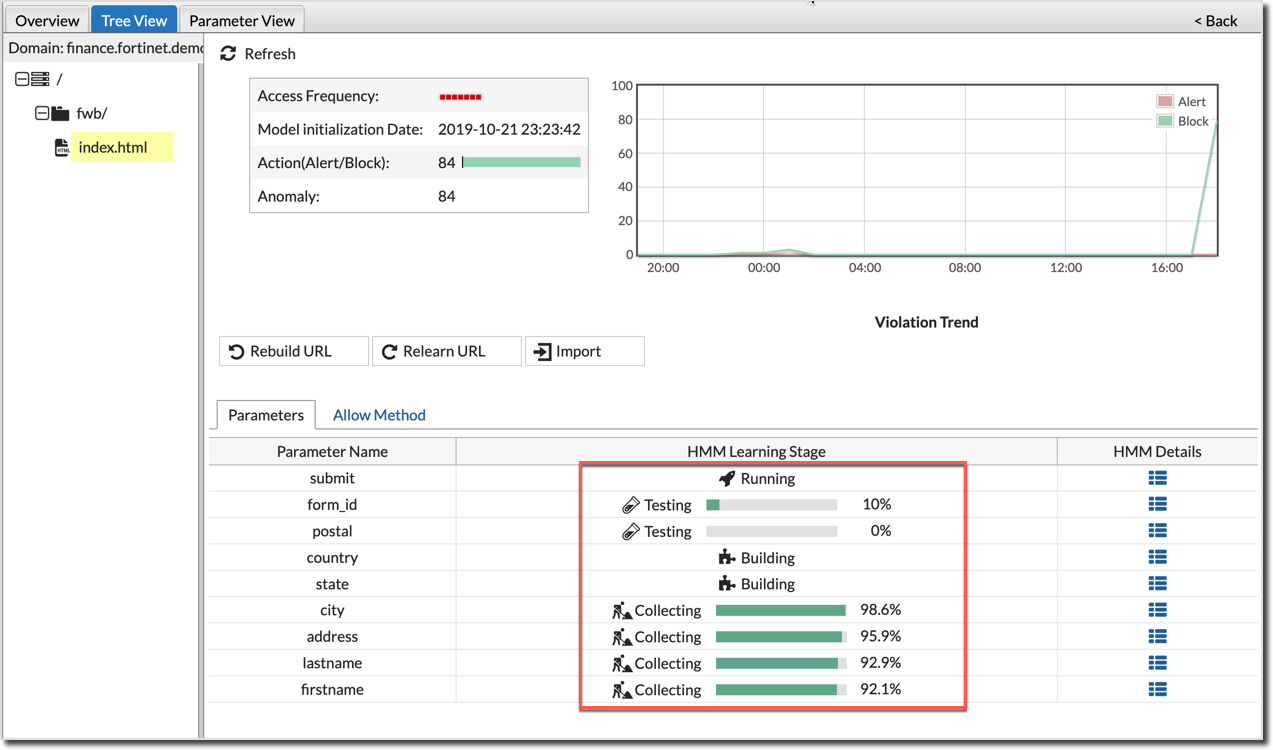 Overview Tree View Parameter View < Back
Domain: finance.fortinet.demo
/
fwb/
index.html
Refresh
Access Frequency:
Model initialization Date: 2019-10-21 23:23:42
Action(Alert/Block): 84
Anomaly: 84
100
80
60
40
20
0
Alert
Block
20:00 00:00 04:00 08:00 12:00 16:00
Violation Trend
Rebuild URL Relearn URL Import
Parameters Allow Method
Parameter Name HMM Learning Stage HMM Details
submit Running
form_id Testing 10%
postal Testing 0%
country Building
state Building
city Collecting 98.6%
address Collecting 95.9%
lastname Collecting 92.9%
firstname Collecting 92.1%